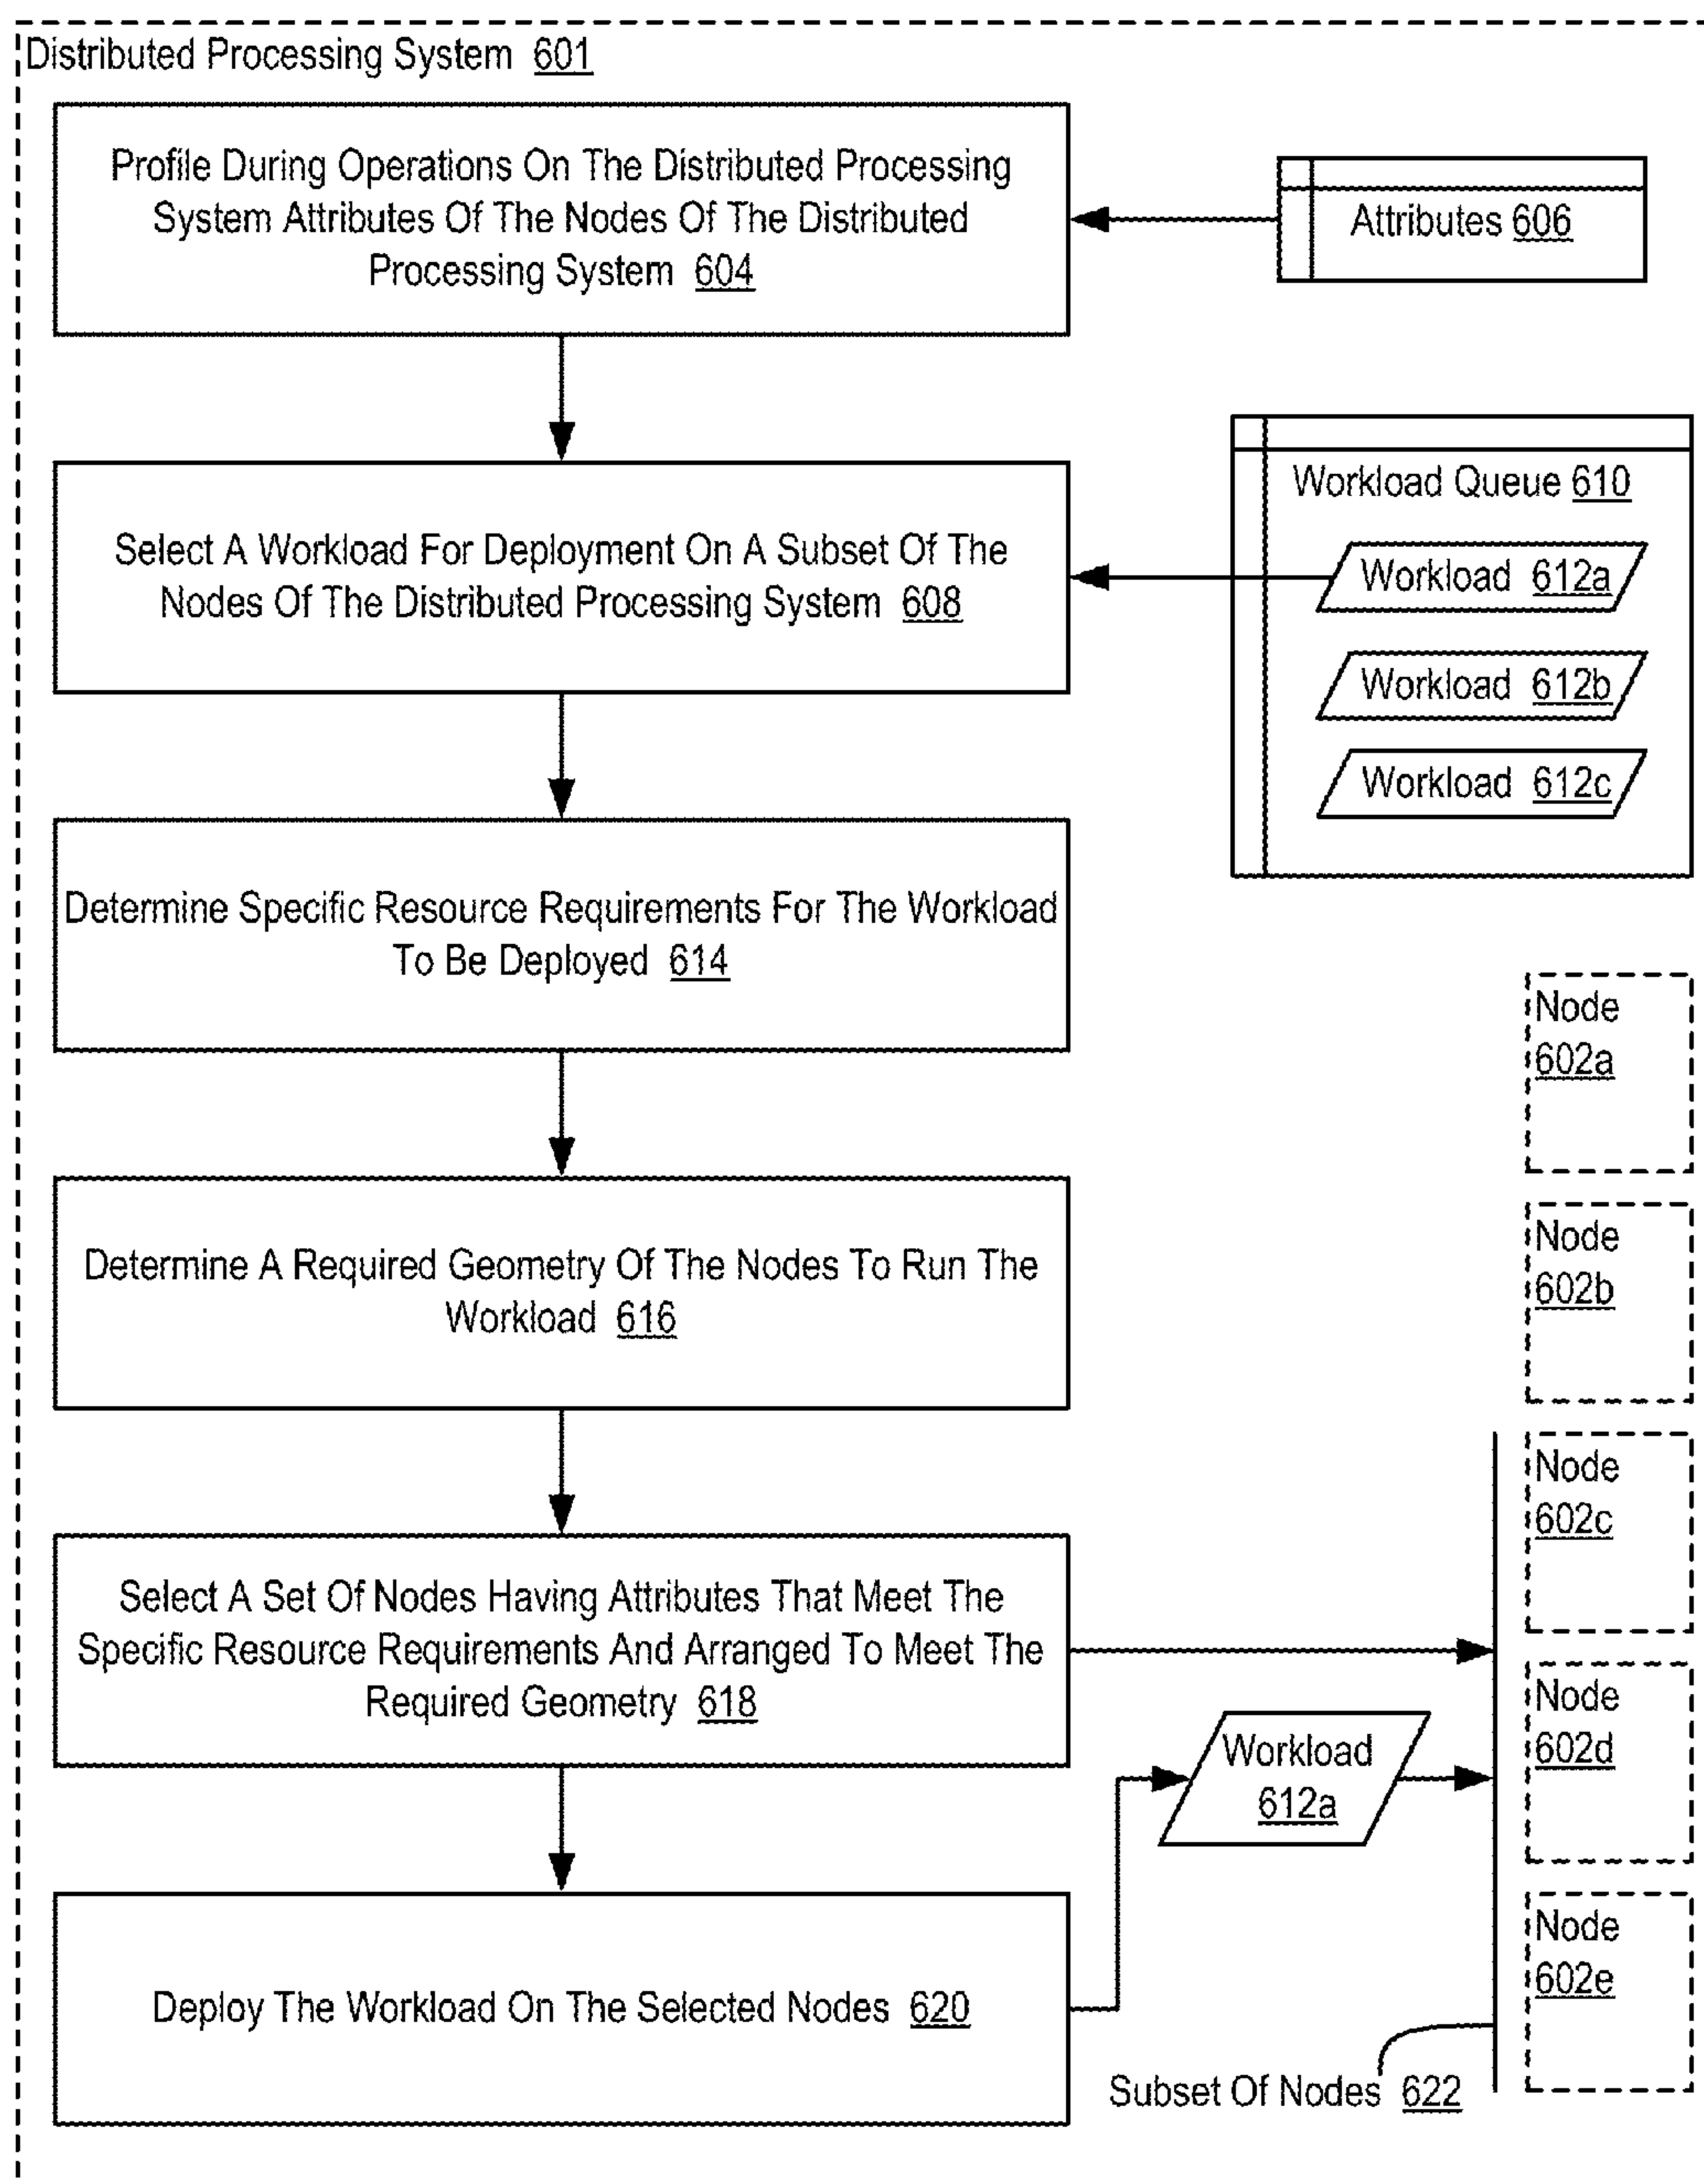 Distributed Processing System 601
Profile During Operations On The Distributed Processing
System Attributes Of The Nodes Of The Distributed
Processing System 604
Attributes 606
Select A Workload For Deployment On A Subset Of The
Nodes Of The Distributed Processing System 608
Workload Queue 610
Workload 612a
Workload 612b
Workload 612c
Determine Specific Resource Requirements For The Workload
To Be Deployed 614
Node
602a
Determine A Required Geometry Of The Nodes To Run The
Workload 616
Node
602b
Node
602c
Select A Set Of Nodes Having Attributes That Meet The
Specific Resource Requirements And Arranged To Meet The
Required Geometry 618
Workload
612a
Node
602d
Deploy The Workload On The Selected Nodes 620
Node
602e
Subset Of Nodes 622